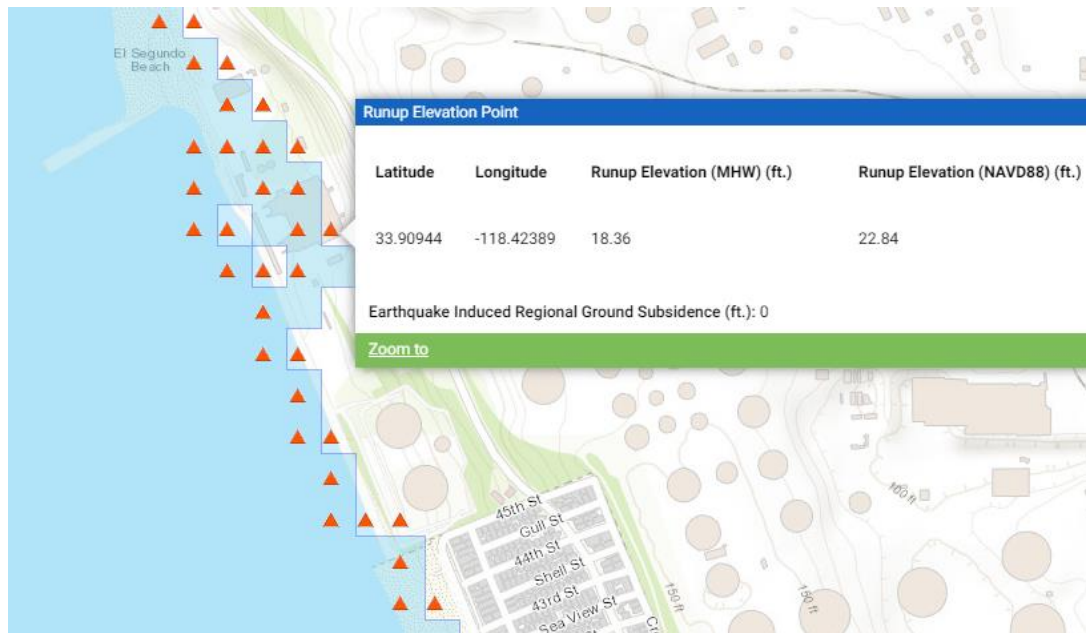 El Segundo
Beach
Runup Elevation Point
Latitude Longitude Runup Elevation (MHW) (ft.) Runup Elevation (NAVD88) (ft.)
33.90944 -118.42389 18.36 22.84
Earthquake Induced Regional Ground Subsidence (ft.): 0
Zoom to
45th St
Gull St
44th St
Shell St
43rd St
Sea View St
150 ft
100 ft
150 ft